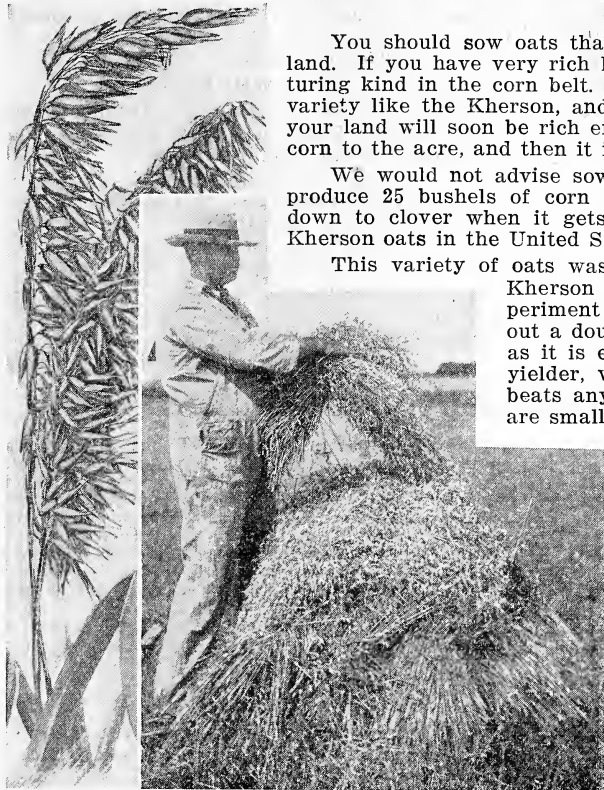 You should sow oats tha
land. If you have very rich l
turing kind in the corn belt.
variety like the Kherson, and
your land will soon be rich e
corn to the acre, and then it i
We would not advise sow
produce 25 bushels of corn
down to clover when it gets
Kherson oats in the United S
This variety of oats was
Kherson
periment
out a dou
as it is e
yielder, v
beats any
are small